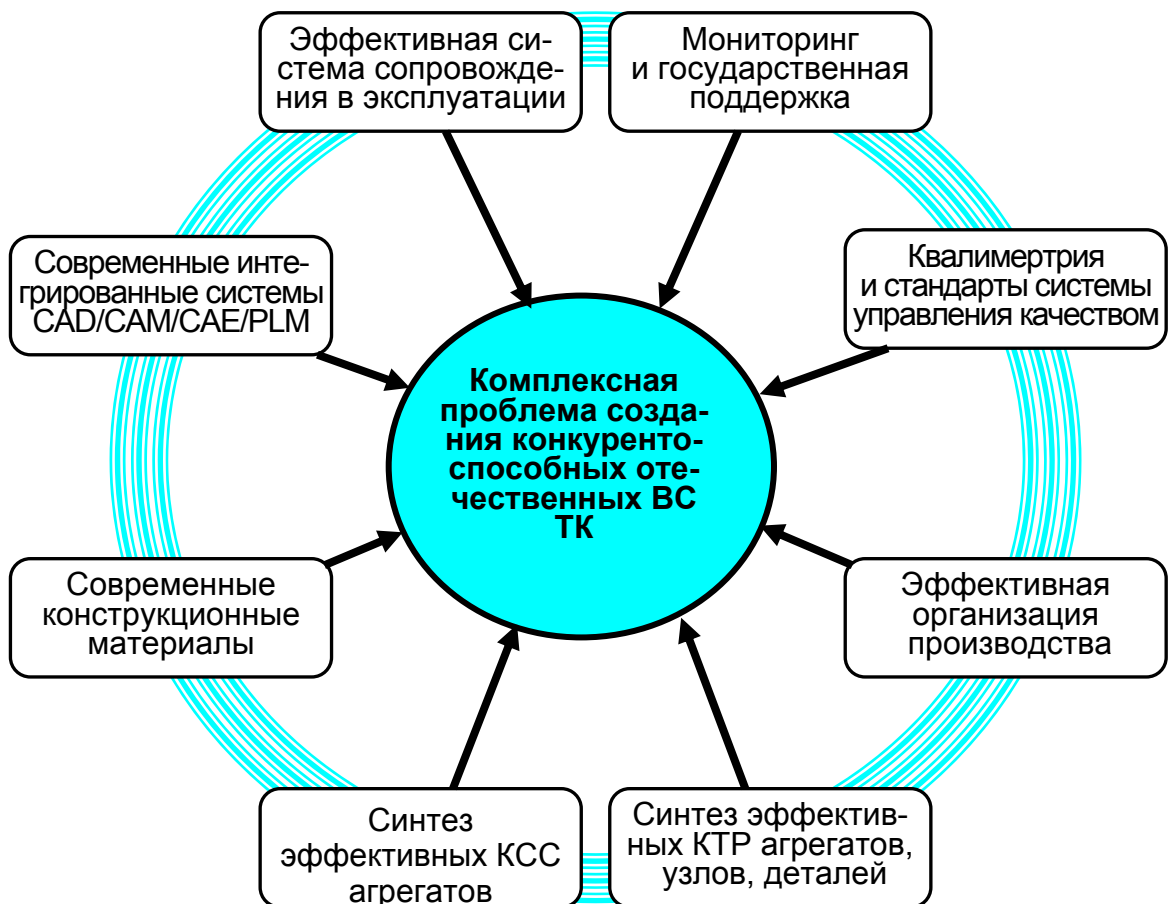 Эффективная си-
стема сопровожде-
ния в эксплуатации
Мониторинг
и государственная
поддержка
Современные инте-
грированные системы
CAD/CAM/CAE/PLM
Квалимертрия
и стандарты системы
управления качеством
Комплексная
проблема созда-
ния конкуренто-
способных оте-
чественных ВС
ТК
Современные
конструкционные
материалы
Эффективная
организация
производства
Синтез
эффективных КСС
агрегатов
Синтез эффектив-
ных КТР агрегатов,
узлов, деталей